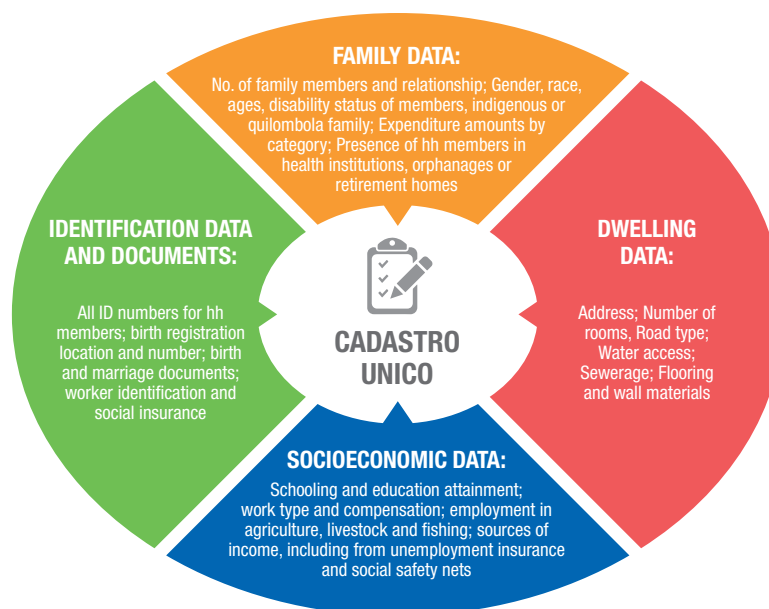 FAMILY DATA:
No. of family members and relationship; Gender, race,
ages, disability status of members, indigenous or
quilombola family; Expenditure amounts by
category; Presence of hh members in
health institutions, orphanages or
retirement homes
IDENTIFICATION DATA
AND DOCUMENTS:
All ID numbers for hh
members; birth registration
location and number; birth
and marriage documents;
worker identification and
social insurance
CADASTRO
UNICO
DWELLING
DATA:
Address; Number of
rooms, Road type;
Water access;
Sewerage; Flooring
and wall materials
SOCIOECONOMIC DATA:
Schooling and education attainment;
work type and compensation; employment in
agriculture, livestock and fishing; sources of
income, including from unemployment insurance
and social safety nets